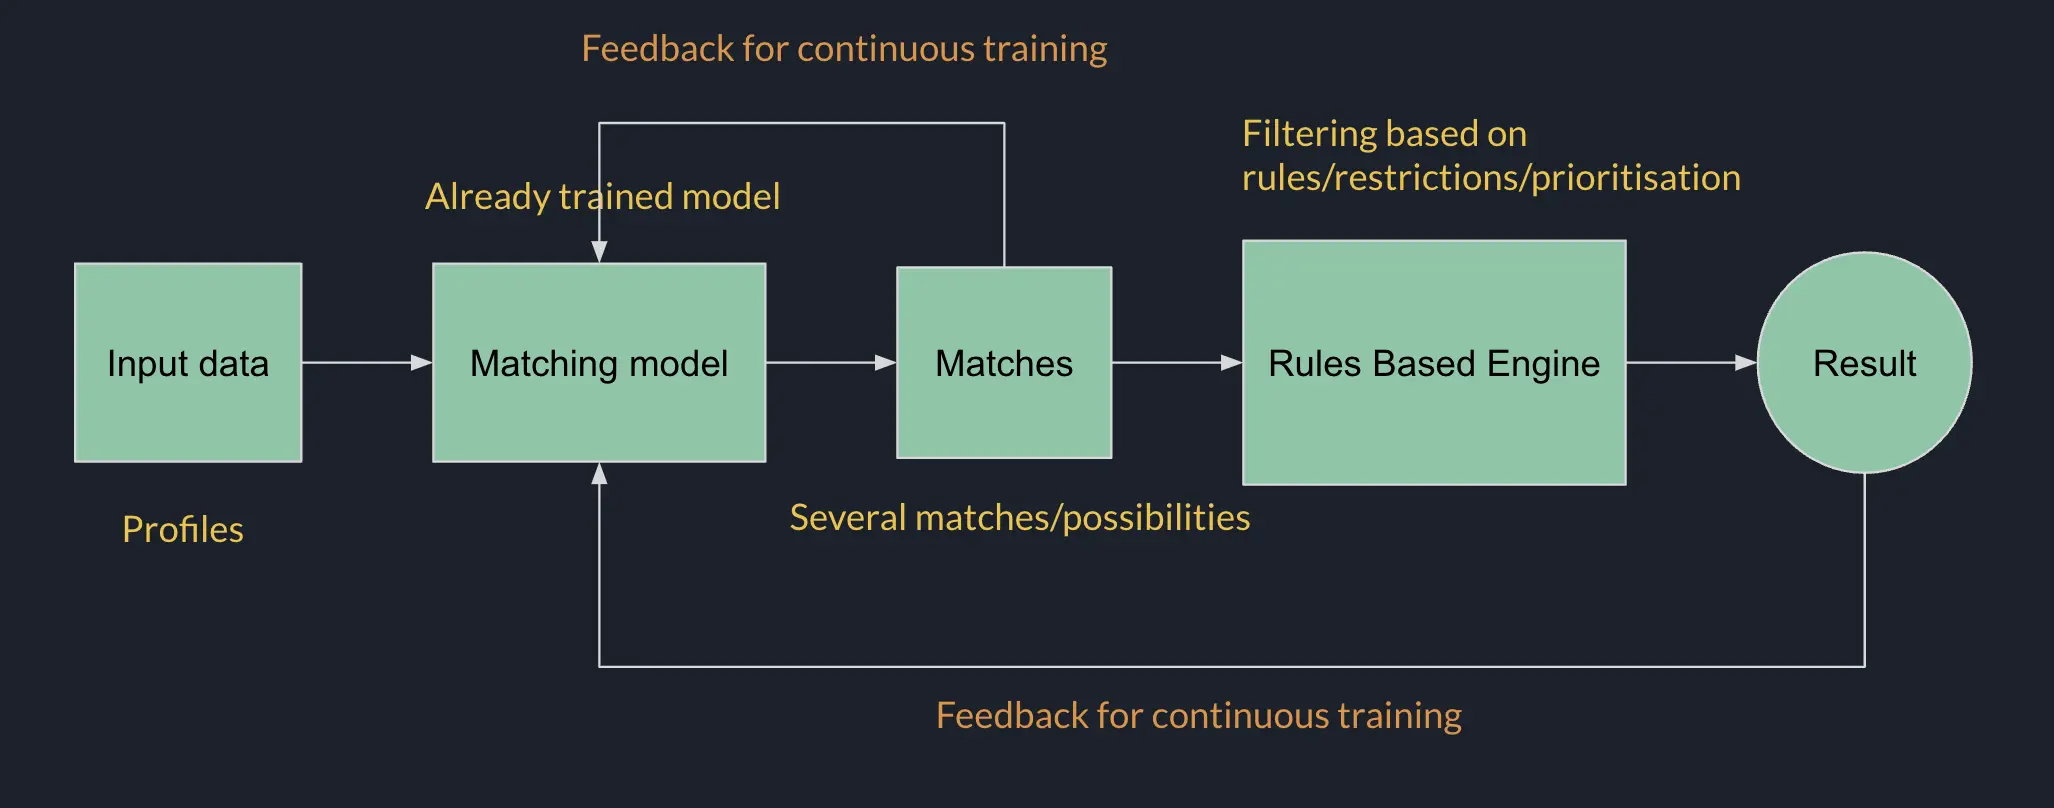 Feedback for continuous training
Filtering based on
rules/restrictions/prioritisation
Already trained model
Input data
Matching model
Matches
Rules Based Engine
Result
Profiles
Several matches/possibilities
Feedback for continuous training